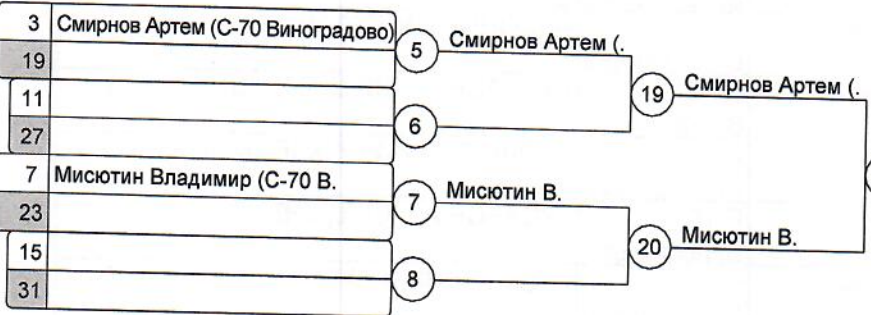 3 Смирнов Артем (С-70 Виноградово)
19
5 Смирнов Артем (.
11
27
6
19 Смирнов Артем (.
7 Мисютин Владимир (С-70 В.
23
7 Мисютин В.
15
31
8
20 Мисютин В.